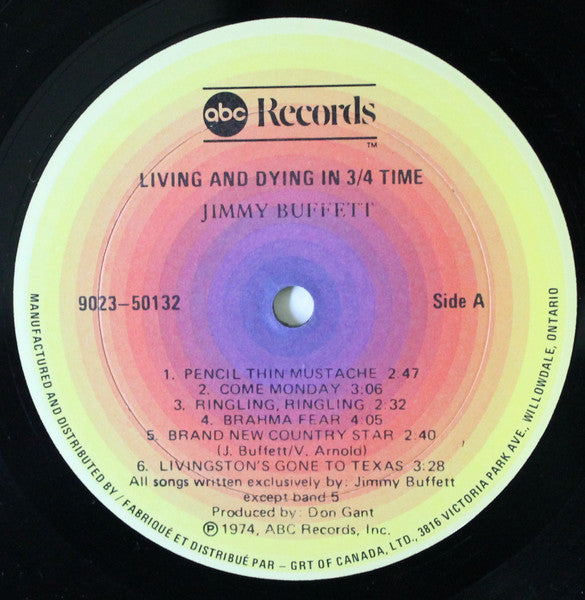 abc Records
TM
LIVING AND DYING IN 3/4 TIME
JIMMY BUFFETT
9023-50132
Side A
1. PENCIL THIN MUSTACHE 2:47
2. COME MONDAY 3:06
3. RINGLING, RINGLING 2:32
4. BRAHMA FEAR 4:05
5. BRAND NEW COUNTRY STAR 2:40
(J. Buffett/V. Arnold)
6. LIVINGSTON'S GONE TO TEXAS 3:28
All songs written exclusively by: Jimmy Buffett
except band 5
Produced by: Don Gant
Ⓟ 1974, ABC Records, Inc.
MANUFACTURED AND DISTRIBUTED BY / FABRIQUÉ ET DISTRIBUÉ PAR - GRT OF CANADA, LTD., 3816 VICTORIA PARK AVE., WILLOWDALE, ONTARIO